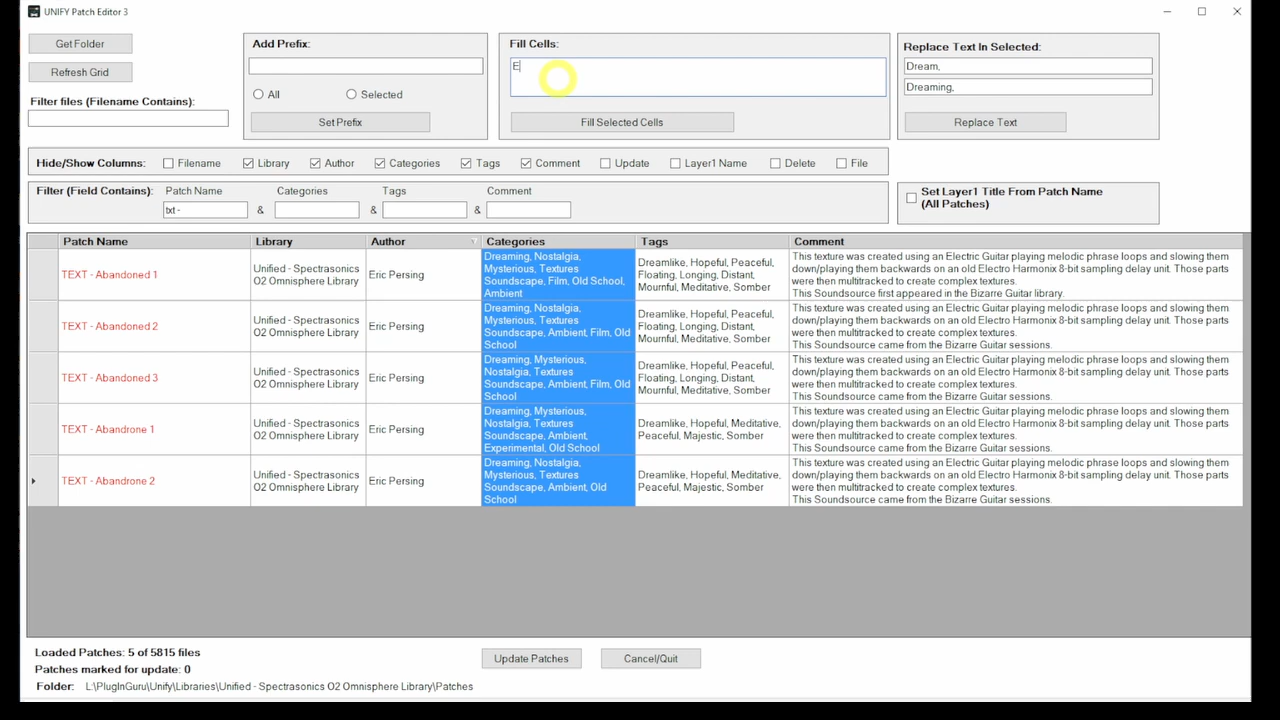 UNIFY Patch Editor 3
Get Folder
Refresh Grid
Filter files (Filename Contains):
Add Prefix:
All
Selected
Set Prefix
Fill Cells:
E
Fill Selected Cells
Replace Text In Selected:
Dream,
Dreaming,
Replace Text
Hide/Show Columns: Filename Library Author Categories Tags Comment Update Layer1 Name Delete File
Filter (Field Contains): Patch Name Categories Tags Comment
txt - & & &
Set Layer1 Title From Patch Name
(All Patches)
Patch Name Library Author Categories Tags Comment
TEXT - Abandoned 1
Unified - Spectrasonics
O2 Omnisphere Library
Eric Persing
Dreaming, Nostalgia,
Mysterious, Textures
Soundscape, Film, Old School,
Ambient
Dreamlike, Hopeful, Peaceful,
Floating, Longing, Distant,
Mournful, Meditative, Somber
This texture was created using an Electric Guitar playing melodic phrase loops and slowing them
down/playing them backwards on an old Electro Harmonix 8-bit sampling delay unit. Those parts
were then multitracked to create complex textures.
This Soundsource first appeared in the Bizarre Guitar library.
TEXT - Abandoned 2
Unified - Spectrasonics
O2 Omnisphere Library
Eric Persing
Dreaming, Nostalgia,
Mysterious, Textures
Soundscape, Ambient, Film, Old
School
Dreamlike, Hopeful, Peaceful,
Floating, Longing, Distant,
Mournful, Meditative, Somber
This texture was created using an Electric Guitar playing melodic phrase loops and slowing them
down/playing them backwards on an old Electro Harmonix 8-bit sampling delay unit. Those parts
were then multitracked to create complex textures.
This Soundsource came from the Bizarre Guitar sessions.
TEXT - Abandoned 3
Unified - Spectrasonics
O2 Omnisphere Library
Eric Persing
Dreaming, Mysterious,
Nostalgia, Textures
Soundscape, Ambient, Film, Old
School
Dreamlike, Hopeful, Peaceful,
Floating, Longing, Distant,
Mournful, Meditative, Somber
This texture was created using an Electric Guitar playing melodic phrase loops and slowing them
down/playing them backwards on an old Electro Harmonix 8-bit sampling delay unit. Those parts
were then multitracked to create complex textures.
This Soundsource came from the Bizarre Guitar sessions.
TEXT - Abandrone 1
Unified - Spectrasonics
O2 Omnisphere Library
Eric Persing
Dreaming, Mysterious,
Nostalgia, Textures
Soundscape, Ambient,
Experimental, Old School
Dreamlike, Hopeful, Meditative,
Peaceful, Majestic, Somber
This texture was created using an Electric Guitar playing melodic phrase loops and slowing them
down/playing them backwards on an old Electro Harmonix 8-bit sampling delay unit. Those parts
were then multitracked to create complex textures.
This Soundsource came from the Bizarre Guitar sessions.
TEXT - Abandrone 2
Unified - Spectrasonics
O2 Omnisphere Library
Eric Persing
Dreaming, Nostalgia,
Mysterious, Textures
Soundscape, Ambient, Old
School
Dreamlike, Hopeful, Meditative,
Peaceful, Majestic, Somber
This texture was created using an Electric Guitar playing melodic phrase loops and slowing them
down/playing them backwards on an old Electro Harmonix 8-bit sampling delay unit. Those parts
were then multitracked to create complex textures.
This Soundsource came from the Bizarre Guitar sessions.
Loaded Patches: 5 of 5815 files
Patches marked for update: 0
Folder: L:\PlugInGuru\Unify\Libraries\Unified - Spectrasonics O2 Omnisphere Library\Patches
Update Patches
Cancel/Quit